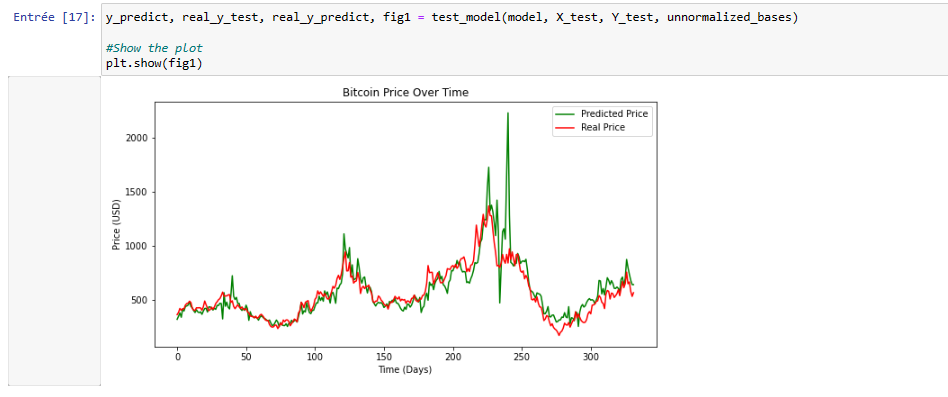 Entrée [17]: y_predict, real_y_test, real_y_predict, fig1 = test_model(model, X_test, Y_test, unnormalized_bases)
#Show the plot
plt.show(fig1)
Bitcoin Price Over Time
Predicted Price
Real Price
2000
1500
1000
500
Price (USD)
0 50 100 150 200 250 300
Time (Days)